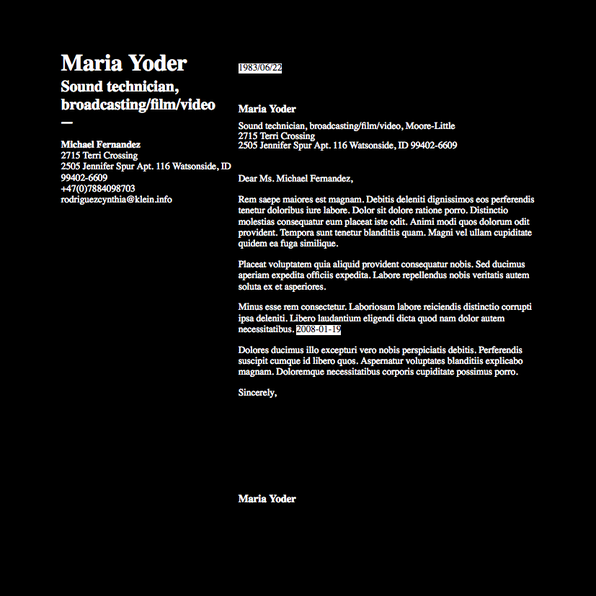 Maria Yoder
Sound technician,
broadcasting/film/video
—
Michael Fernandez
2715 Terri Crossing
2505 Jennifer Spur Apt. 116 Watsonside, ID
99402-6609
+47(0)7884098703
rodriguezcynthia@klein.info
1983/06/22
Maria Yoder
Sound technician, broadcasting/film/video, Moore-Little
2715 Terri Crossing
2505 Jennifer Spur Apt. 116 Watsonside, ID 99402-6609
Dear Ms. Michael Fernandez,
Rem saepe maiores est magnam. Debitis deleniti dignissimos eos perferendis
tenetur doloribus iure labore. Dolor sit dolore ratione porro. Distinctio
molestias consequatur eum placeat iste odit. Animi modi quos dolorum odit
provident. Tempora sunt tenetur blanditiis quam. Magni vel ullam cupiditate
quidem ea fuga similique.
Placeat voluptatem quia aliquid provident consequatur nobis. Sed ducimus
aperiam expedita officiis expedita. Labore repellendus nobis veritatis autem
soluta ex et asperiores.
Minus esse rem consectetur. Laboriosam labore reiciendis distinctio corrupti
ipsa deleniti. Libero laudantium eligendi dicta quod nam dolor autem
necessitatibus. 2008-01-19
Dolores ducimus illo excepturi vero nobis perspiciatis debitis. Perferendis
suscipit cumque id libero quos. Aspernatur voluptates blanditiis explicabo
magnam. Doloremque necessitatibus corporis cupiditate possimus porro.
Sincerely,
Maria Yoder